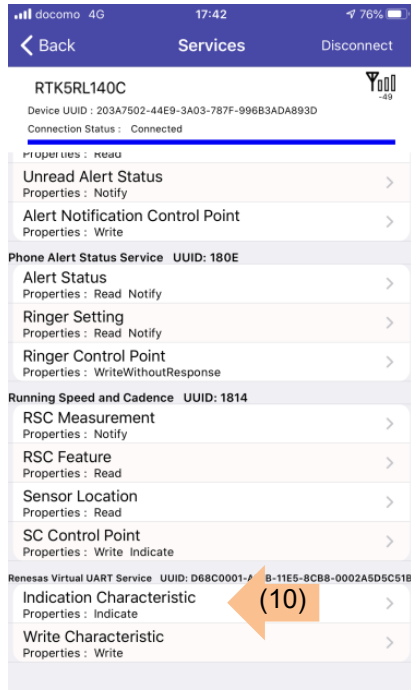 docomo 4G 17:42 76%
Back Services Disconnect
RTK5RL140C
-49
Device UUID : 203A7502-44E9-3A03-787F-996B3ADA893D
Connection Status : Connected
Properties : Read
Unread Alert Status
Properties : Notify
Alert Notification Control Point
Properties : Write
Phone Alert Status Service UUID: 180E
Alert Status
Properties : Read Notify
Ringer Setting
Properties : Read Notify
Ringer Control Point
Properties : WriteWithoutResponse
Running Speed and Cadence UUID: 1814
RSC Measurement
Properties : Notify
RSC Feature
Properties : Read
Sensor Location
Properties : Read
SC Control Point
Properties : Write Indicate
Renesas Virtual UART Service UUID: D68C0001- B-11E5-8CB8-0002A5D5C51B
Indication Characteristic
(10)
Properties : Indicate
Write Characteristic
Properties : Write